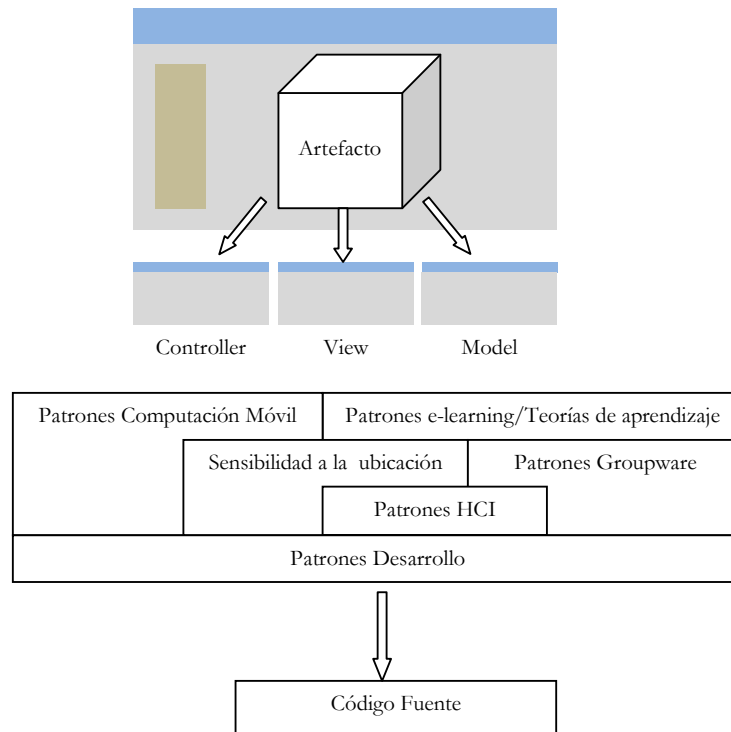 Artefacto
Controller View Model
Patrones Computación Móvil Patrones e-learning/Teorías de aprendizaje
Sensibilidad a la ubicación Patrones Groupware
Patrones HCI
Patrones Desarrollo
Código Fuente